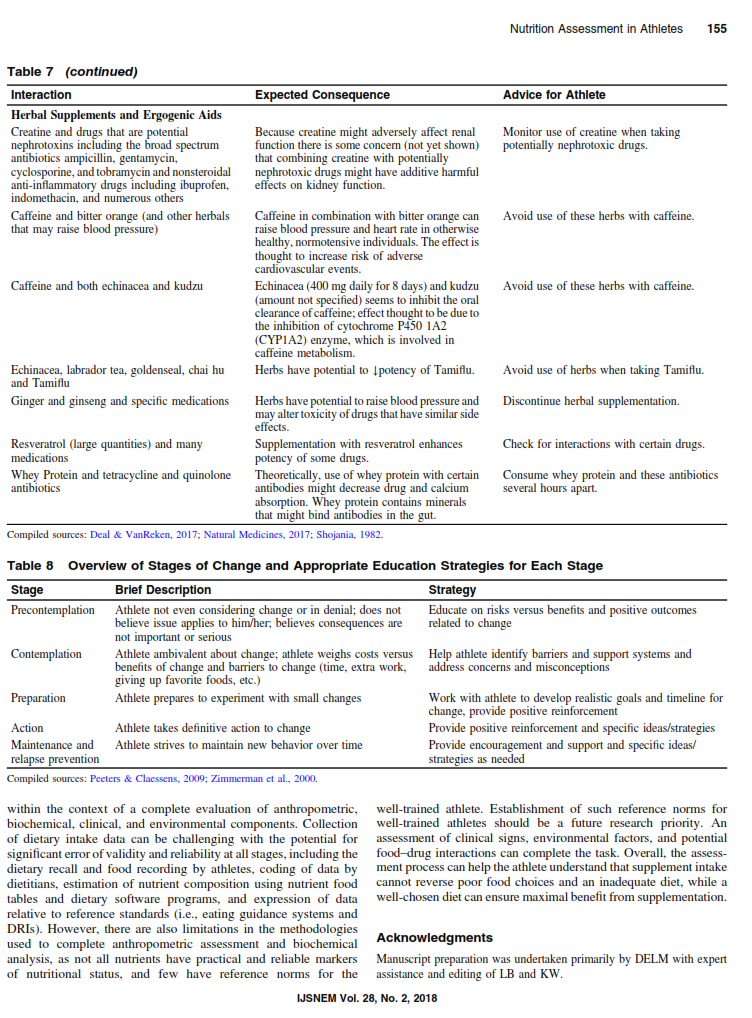 Nutrition Assessment in Athletes 155
Table 7 (continued)
Interaction Expected Consequence Advice for Athlete
Herbal Supplements and Ergogenic Aids
Creatine and drugs that are potential
nephrotoxins including the broad spectrum
antibiotics ampicillin, gentamycin,
cyclosporine, and tobramycin and nonsteroidal
anti-inflammatory drugs including ibuprofen,
indomethacin, and numerous others
Because creatine might adversely affect renal
function there is some concern (not yet shown)
that combining creatine with potentially
nephrotoxic drugs might have additive harmful
effects on kidney function.
Monitor use of creatine when taking
potentially nephrotoxic drugs.
Caffeine and bitter orange (and other herbals
that may raise blood pressure)
Caffeine in combination with bitter orange can
raise blood pressure and heart rate in otherwise
healthy, normotensive individuals. The effect is
thought to increase risk of adverse
cardiovascular events.
Avoid use of these herbs with caffeine.
Caffeine and both echinacea and kudzu
Echinacea (400 mg daily for 8 days) and kudzu
(amount not specified) seems to inhibit the oral
clearance of caffeine; effect thought to be due to
the inhibition of cytochrome P450 1A2
(CYP1A2) enzyme, which is involved in
caffeine metabolism.
Avoid use of these herbs with caffeine.
Echinacea, labrador tea, goldenseal, chai hu
and Tamiflu
Herbs have potential to ↓potency of Tamiflu.
Avoid use of herbs when taking Tamiflu.
Ginger and ginseng and specific medications
Herbs have potential to raise blood pressure and
may alter toxicity of drugs that have similar side
effects.
Discontinue herbal supplementation.
Resveratrol (large quantities) and many
medications
Supplementation with resveratrol enhances
potency of some drugs.
Check for interactions with certain drugs.
Whey Protein and tetracycline and quinolone
antibiotics
Theoretically, use of whey protein with certain
antibodies might decrease drug and calcium
absorption. Whey protein contains minerals
that might bind antibodies in the gut.
Consume whey protein and these antibiotics
several hours apart.
Compiled sources: Deal & VanReken, 2017; Natural Medicines, 2017; Shojania, 1982.
Table 8 Overview of Stages of Change and Appropriate Education Strategies for Each Stage
Stage Brief Description Strategy
Precontemplation
Athlete not even considering change or in denial; does not
believe issue applies to him/her; believes consequences are
not important or serious
Educate on risks versus benefits and positive outcomes
related to change
Contemplation
Athlete ambivalent about change; athlete weighs costs versus
benefits of change and barriers to change (time, extra work,
giving up favorite foods, etc.)
Help athlete identify barriers and support systems and
address concerns and misconceptions
Preparation
Athlete prepares to experiment with small changes
Work with athlete to develop realistic goals and timeline for
change, provide positive reinforcement
Action
Athlete takes definitive action to change
Provide positive reinforcement and specific ideas/strategies
Maintenance and
relapse prevention
Athlete strives to maintain new behavior over time
Provide encouragement and support and specific ideas/
strategies as needed
Compiled sources: Peeters & Claessens, 2009; Zimmerman et al., 2000.
within the context of a complete evaluation of anthropometric,
biochemical, clinical, and environmental components. Collection
of dietary intake data can be challenging with the potential for
significant error of validity and reliability at all stages, including the
dietary recall and food recording by athletes, coding of data by
dietitians, estimation of nutrient composition using nutrient food
tables and dietary software programs, and expression of data
relative to reference standards (i.e., eating guidance systems and
DRIs). However, there are also limitations in the methodologies
used to complete anthropometric assessment and biochemical
analysis, as not all nutrients have practical and reliable markers
of nutritional status, and few have reference norms for the
well-trained athlete. Establishment of such reference norms for
well-trained athletes should be a future research priority. An
assessment of clinical signs, environmental factors, and potential
food–drug interactions can complete the task. Overall, the assess-
ment process can help the athlete understand that supplement intake
cannot reverse poor food choices and an inadequate diet, while a
well-chosen diet can ensure maximal benefit from supplementation.
Acknowledgments
Manuscript preparation was undertaken primarily by DELM with expert
assistance and editing of LB and KW.
IJSNEM Vol. 28, No. 2, 2018